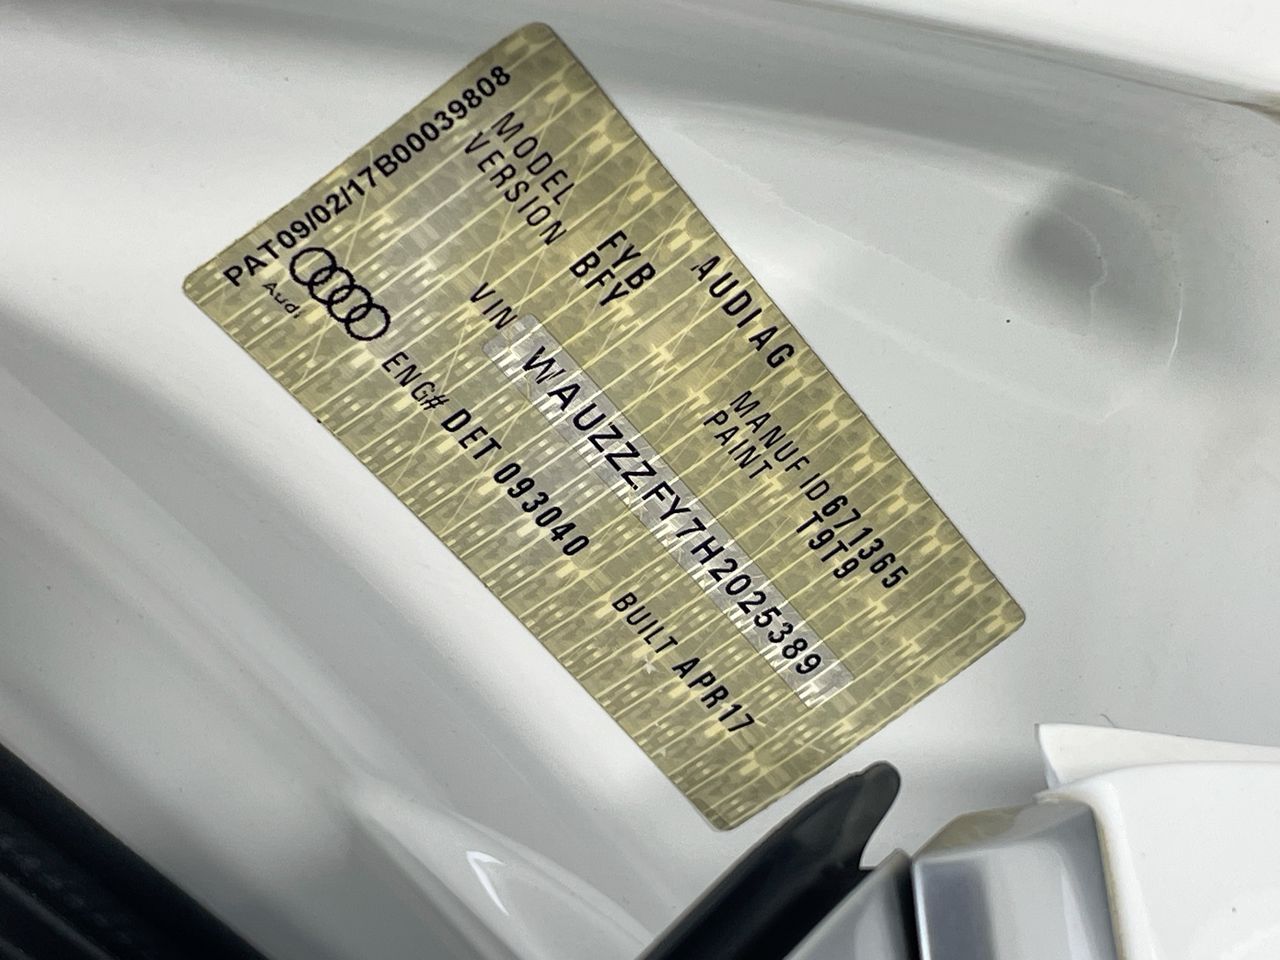 PAT09/02/17B00039808
Audi
AUDI AG
MODEL FYB
VERSION BFY
MANUF ID671365
PAINT T9T9
VIN WAUZZZFY7H2025389
ENG# DET 093040
BUILT APR17